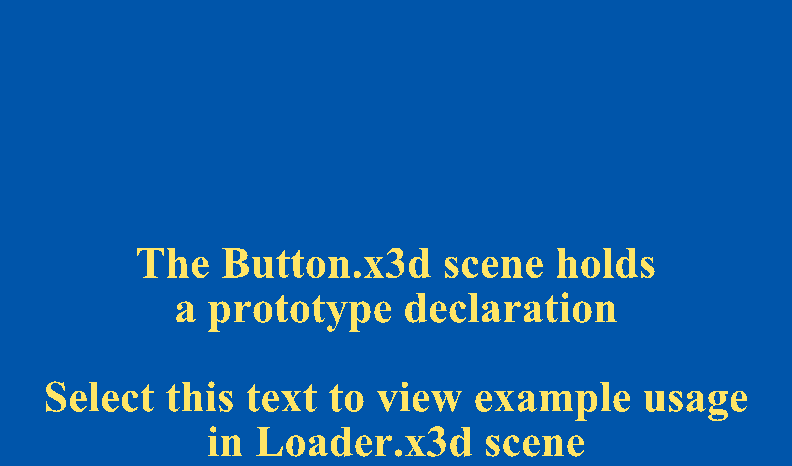 The Button.x3d scene holds
a prototype declaration
Select this text to view example usage
in Loader.x3d scene